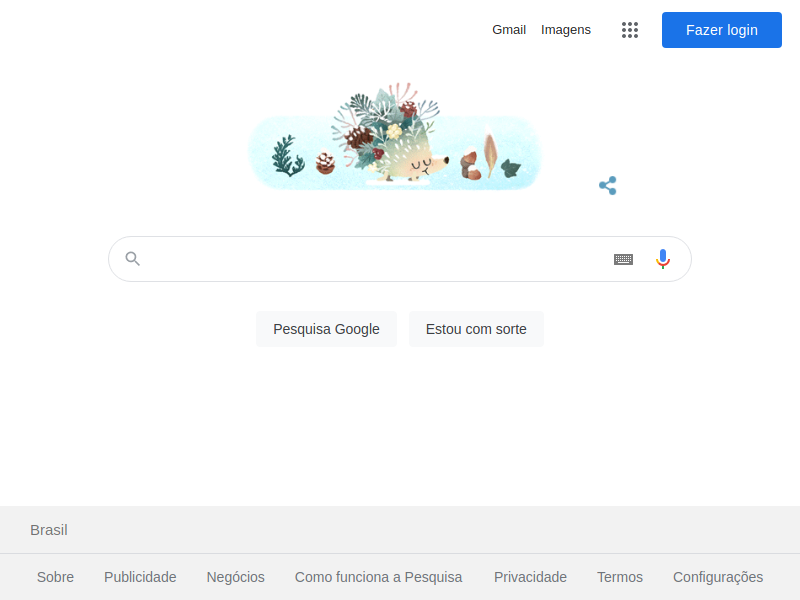 Gmail Imagens Fazer login
Pesquisa Google Estou com sorte
Brasil
Sobre Publicidade Negócios Como funciona a Pesquisa Privacidade Termos Configurações